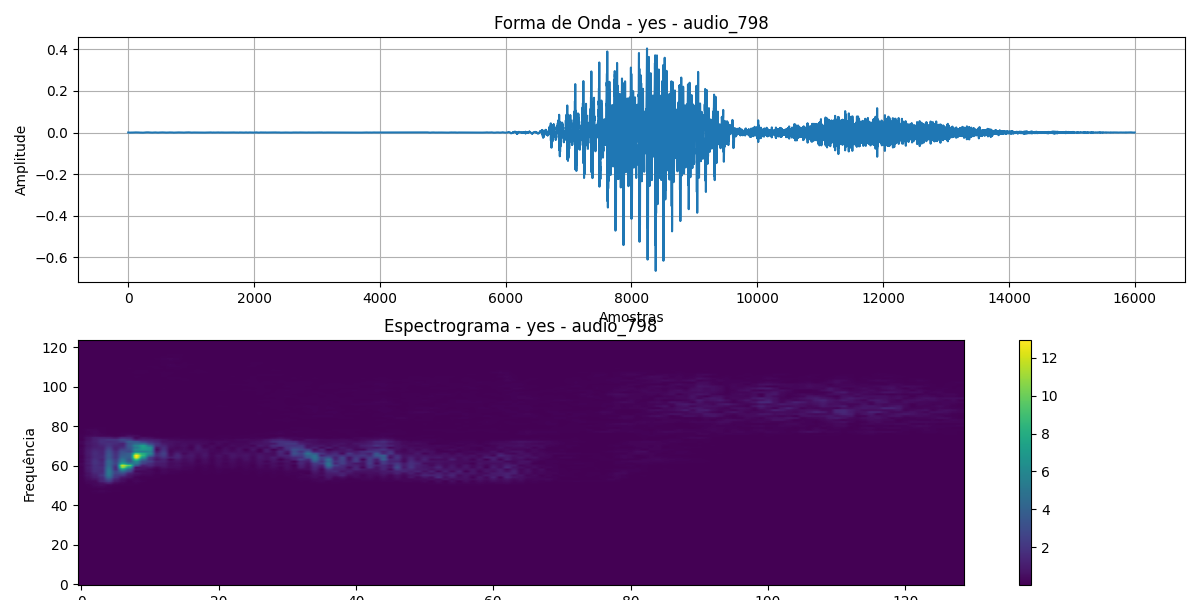 Forma de Onda - yes - audio_798
0.4
0.2
0.0
−0.2
−0.4
−0.6
Amplitude
0 2000 4000 6000 8000 10000 12000 14000 16000
Amostras
Espectrograma - yes - audio_798
120
100
80
60
40
20
0
Frequência
12
10
8
6
4
2
0 20 40 60 80 100 120